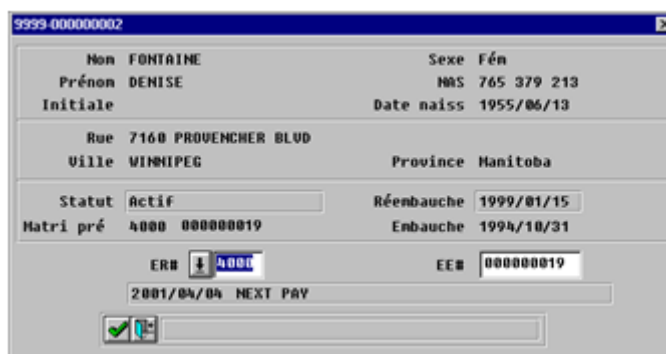 9999-000000002
Nom FONTAINE Sexe Fém
Prénom DENISE NAS 765 379 213
Initiale Date naiss 1955/06/13
Rue 7160 PROVENCHER BLVD
Ville WINNIPEG Province Manitoba
Statut Actif Réembauche 1999/01/15
Matri pré 4000 000000019 Embauche 1994/10/31
ER# 4000 EE# 000000019
2001/04/04 NEXT PAY